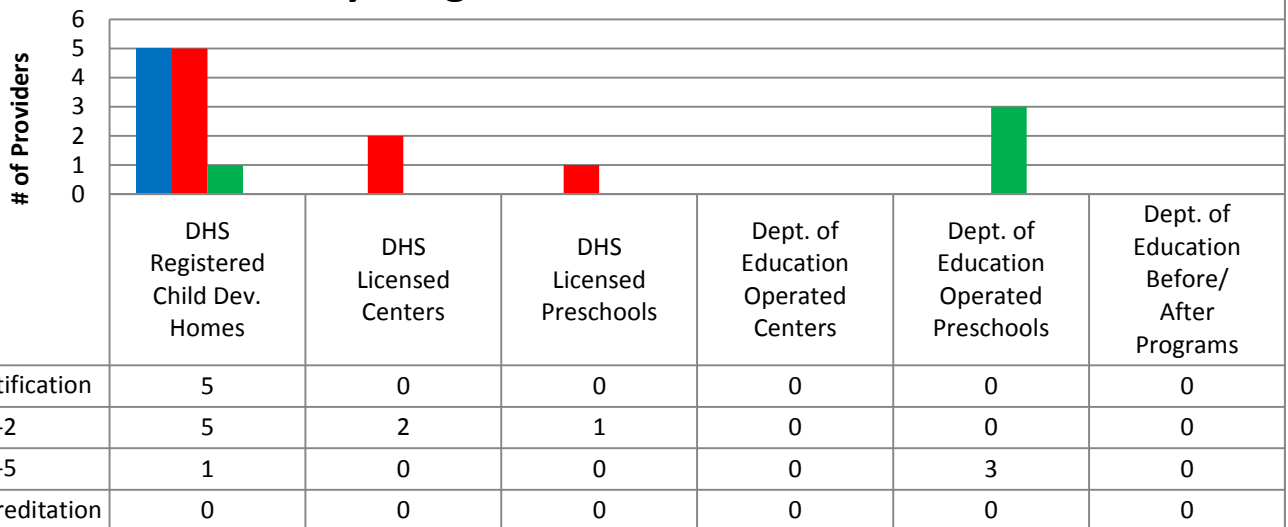 6
5
4
3
2
1
0
# of Providers
DHS
Registered
Child Dev.
Homes
DHS
Licensed
Centers
DHS
Licensed
Preschools
Dept. of
Education
Operated
Centers
Dept. of
Education
Operated
Preschools
Dept. of
Education
Before/
After
Programs
tification 5 0 0 0 0 0
-2 5 2 1 0 0 0
-5 1 0 0 0 3 0
reditation 0 0 0 0 0 0